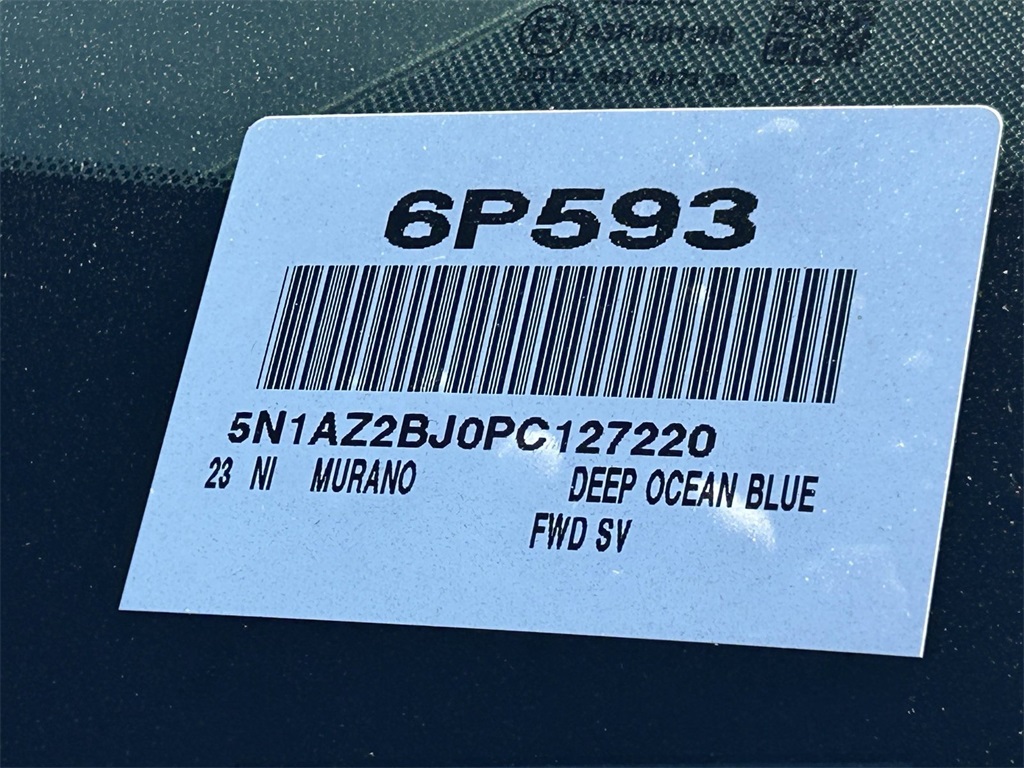 6P593
5N1AZ2BJ0PC127220
23 NI MURANO DEEP OCEAN BLUE
FWD SV